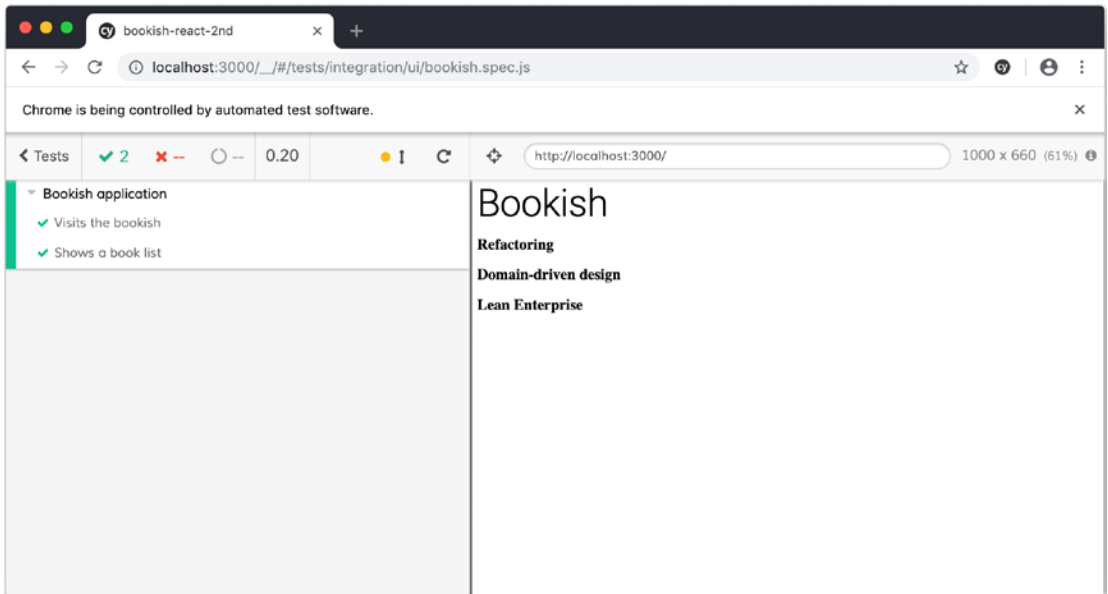 cy bookish-react-2nd
localhost:3000/__/#/tests/integration/ui/bookish.spec.js
cy
Chrome is being controlled by automated test software.
Tests 2 -- -- 0.20
http://localhost:3000/
1000 x 660 (61%)
Bookish application
Visits the bookish
Shows a book list
Bookish
Refactoring
Domain-driven design
Lean Enterprise